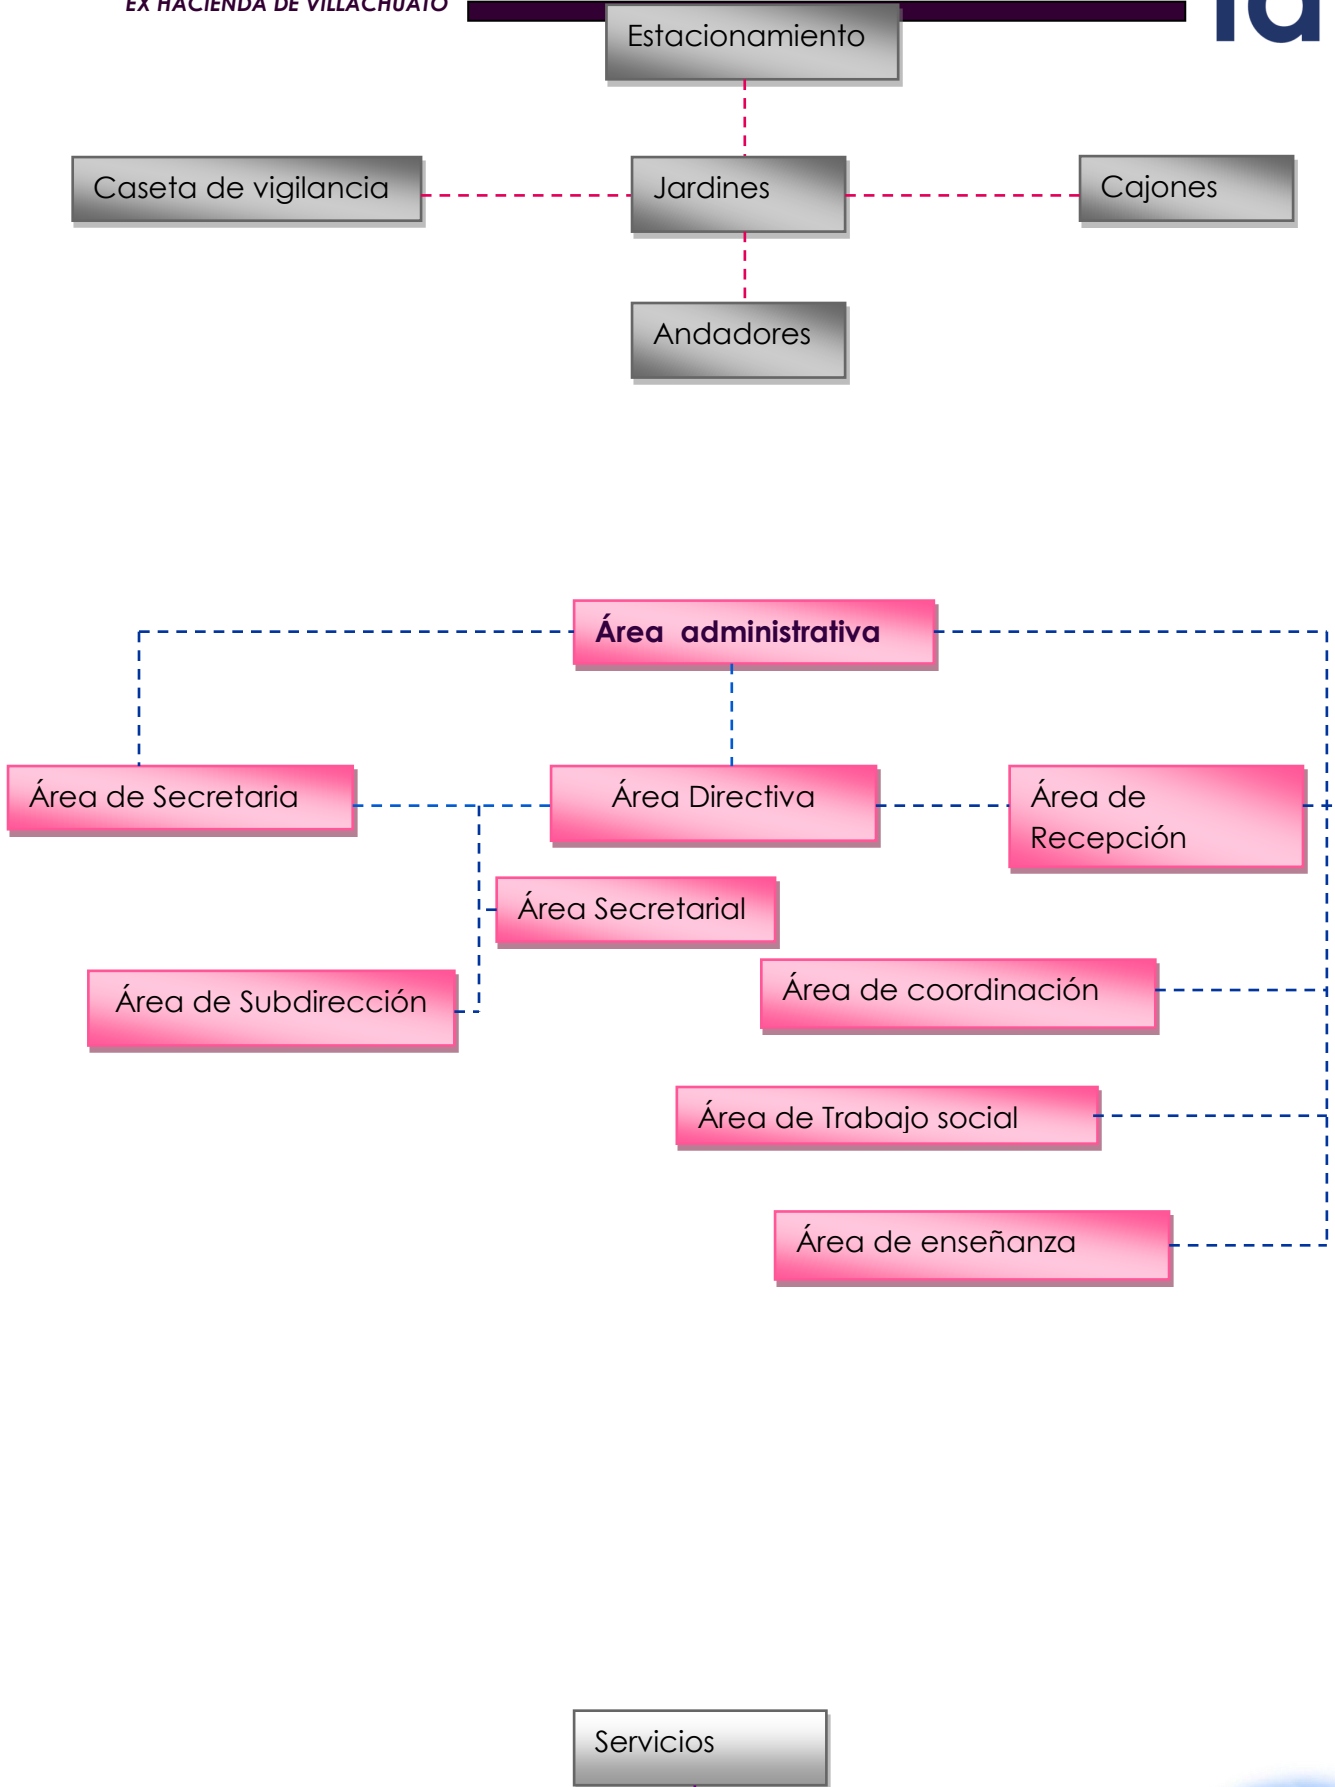 EX HACIENDA DE VILLACHUATO
Estacionamiento
Caseta de vigilancia
Jardines
Cajones
Andadores
Área administrativa
Área de Secretaria
Área Directiva
Área de
Recepción
Área Secretarial
Área de coordinación
Área de Subdirección
Área de Trabajo social
Área de enseñanza
Servicios